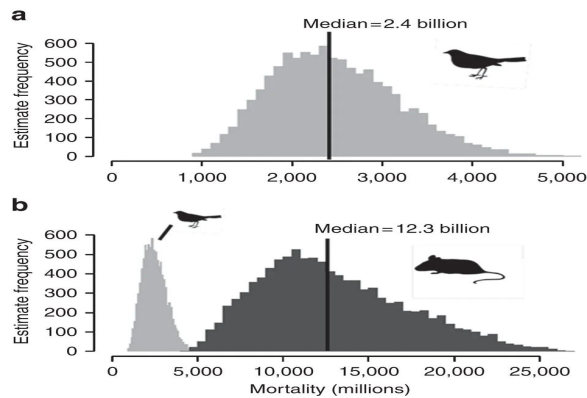 a
Median=2.4 billion
Estimate frequency
600
500
400
300
200
100
0
0 1,000 2,000 3,000 4,000 5,000
b
Median=12.3 billion
Estimate frequency
600
500
400
300
200
100
0
0 5,000 10,000 15,000 20,000 25,000
Mortality (millions)